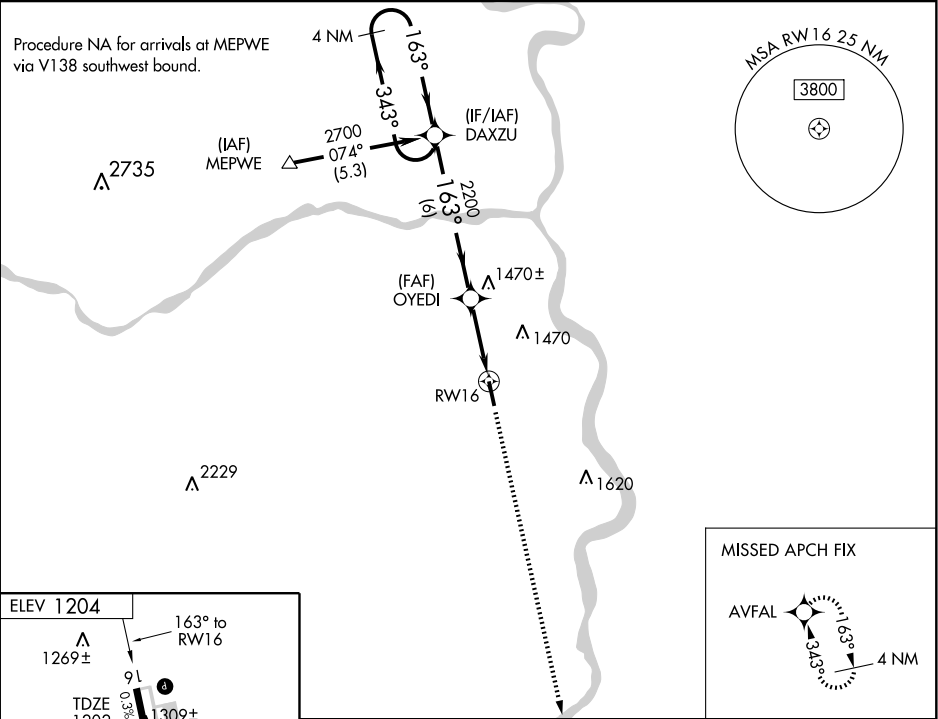 Procedure NA for arrivals at MEPWE
via V138 southwest bound.
4 NM
163°
343°
(IF/IAF)
DAXZU
(IAF)
MEPWE
2700
074°
(5.3)
2735
MSA RW 16 25 NM
3800
2200
163°
(6)
(FAF)
OYEDI
1470±
1470
RW16
2229
1620
MISSED APCH FIX
AVFAL
163°
343°
4 NM
ELEV 1204
163° to
RW16
1269±
16
P
TDZE
0.3%
1309±